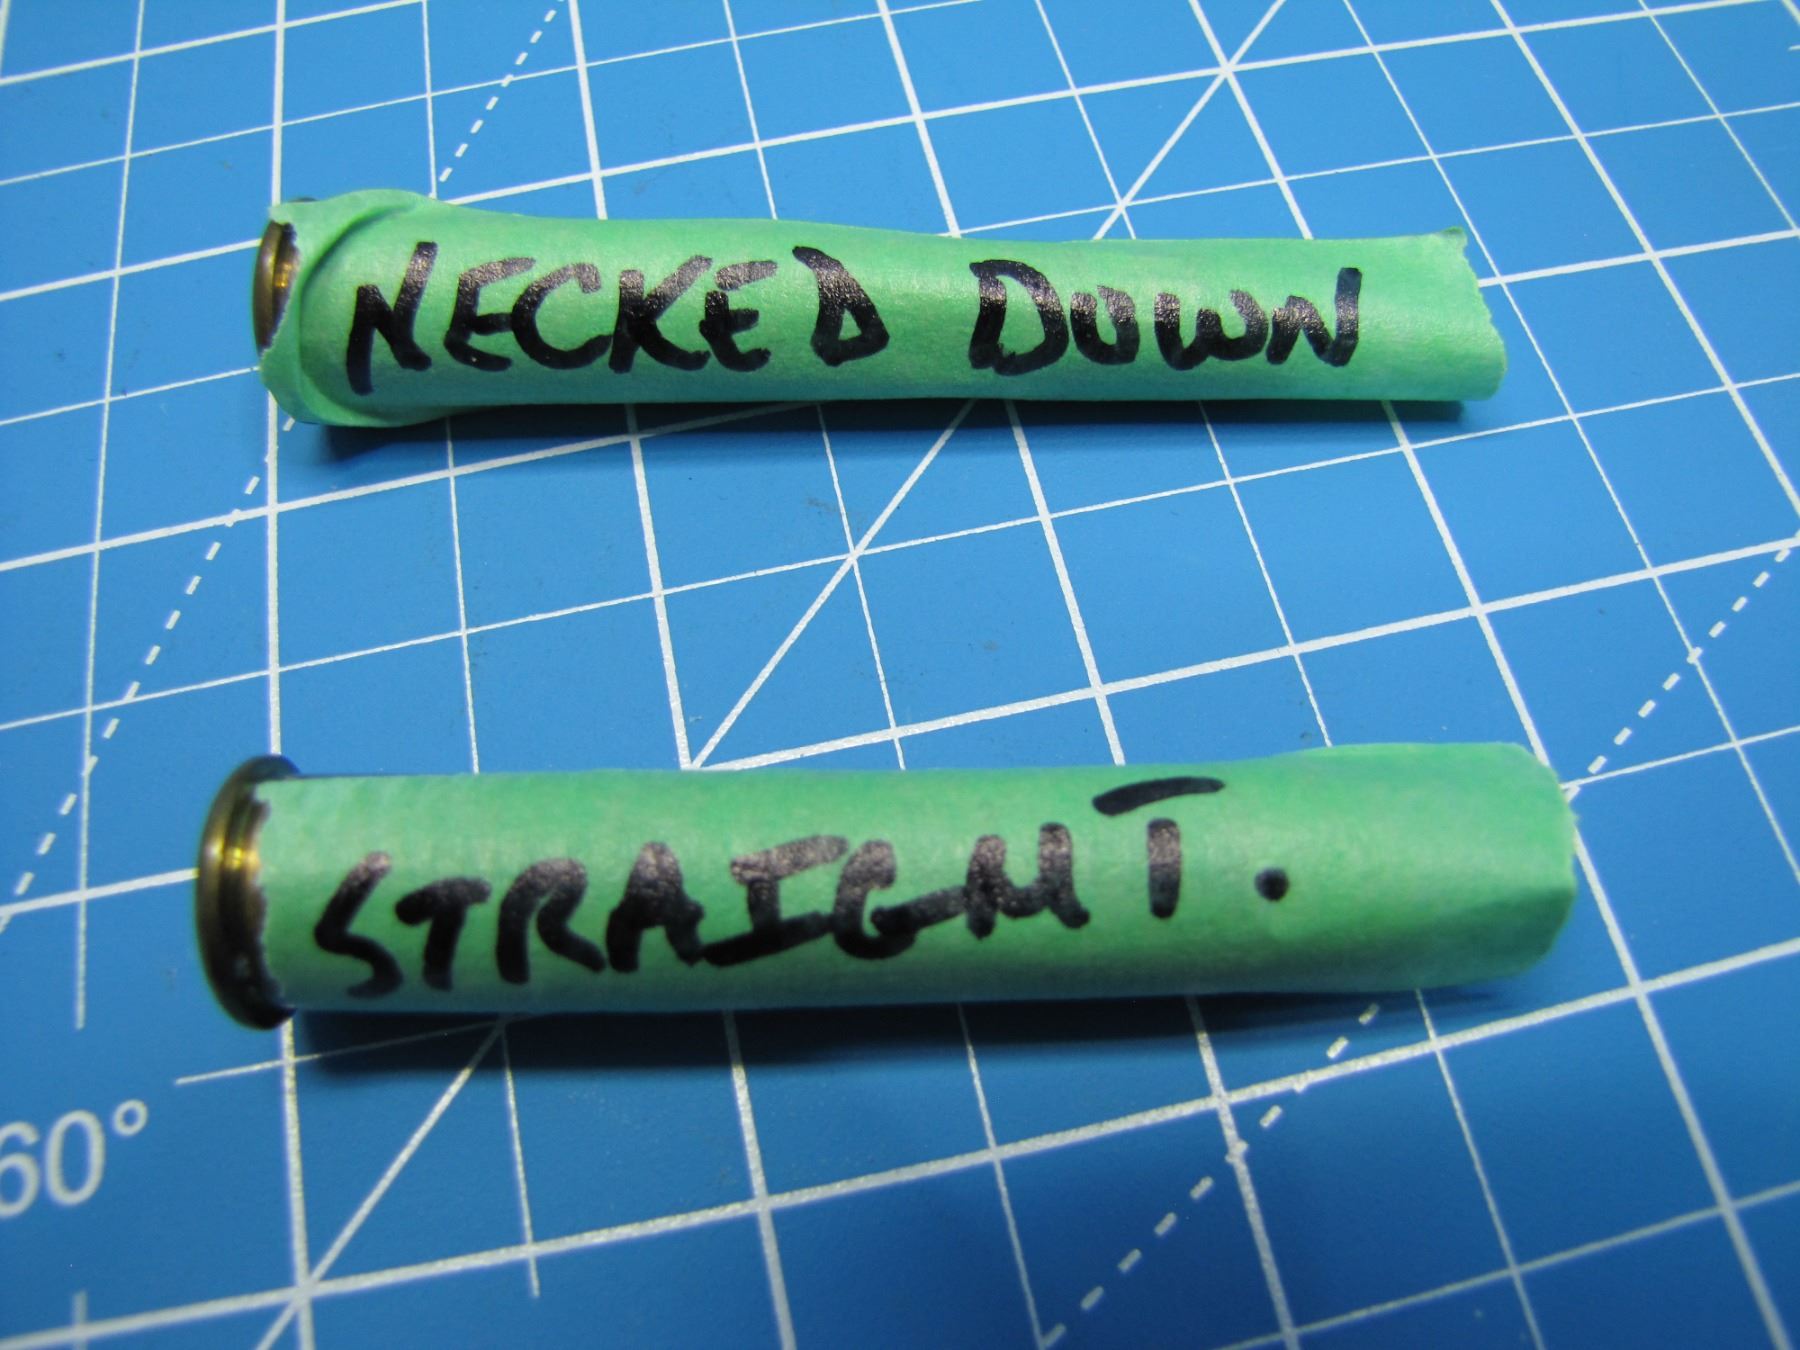 NECKED DOWN
STRAIGHT.
60°